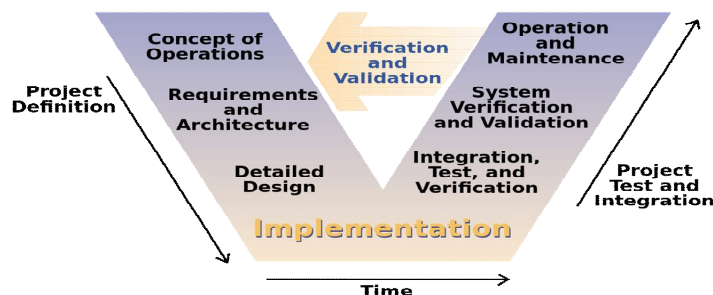 Concept of
Operations
Verification
and
Validation
Operation
and
Maintenance
Project
Definition
Requirements
and
Architecture
System
Verification
and Validation
Detailed
Design
Integration,
Test, and
Verification
Project
Test and
Integration
Implementation
Time